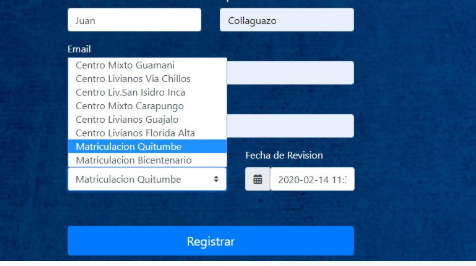 Juan
Collaguazo
Email
Centro Mixto Guamani
Centro Livianos Via Chillos
Centro Liv.San Isidro Inca
Centro Mixto Carapungo
Centro Livianos Guajalo
Centro Livianos Florida Alta
Matriculacion Quitumbe
Matriculacion Bicentenario
Fecha de Revision
Matriculacion Quitumbe
2020-02-14 11:
Registrar